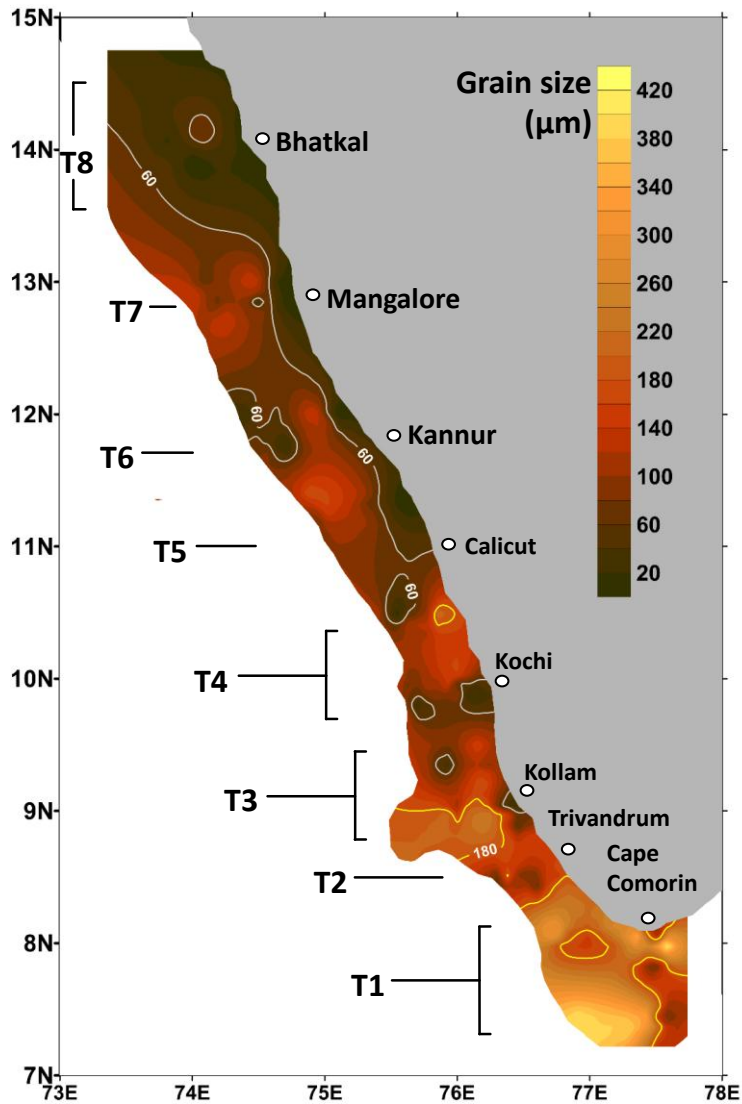 15N
14N
13N
12N
11N
10N
9N
8N
7N
73E 74E 75E 76E 77E 78E
Grain size
(µm)
420
380
340
300
260
220
180
140
100
60
20
Bhatkal
Mangalore
Kannur
Calicut
Kochi
Kollam
Trivandrum
Cape
Comorin
T8
T7
T6
T5
T4
T3
T2
T1
60
60
60
60
180